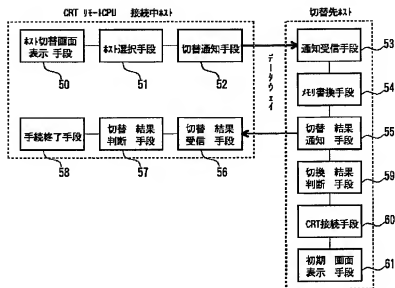 CRT ﾘﾓｰﾄCPU 接続中ﾎｽﾄ
切替先ﾎｽﾄ
ﾎｽﾄ切替画面
表示 手段
50
ﾎｽﾄ選択手段
51
切替通知手段
52
データウェイ
通知受信手段
53
ﾒﾓﾘ書換手段
54
手続終了手段
58
切替 結果
判断 手段
57
切替 結果
受信 手段
56
切替 結果
通知 手段
55
切換 結果
判断 手段
59
CRT接続手段
60
初期 画面
表示 手段
61